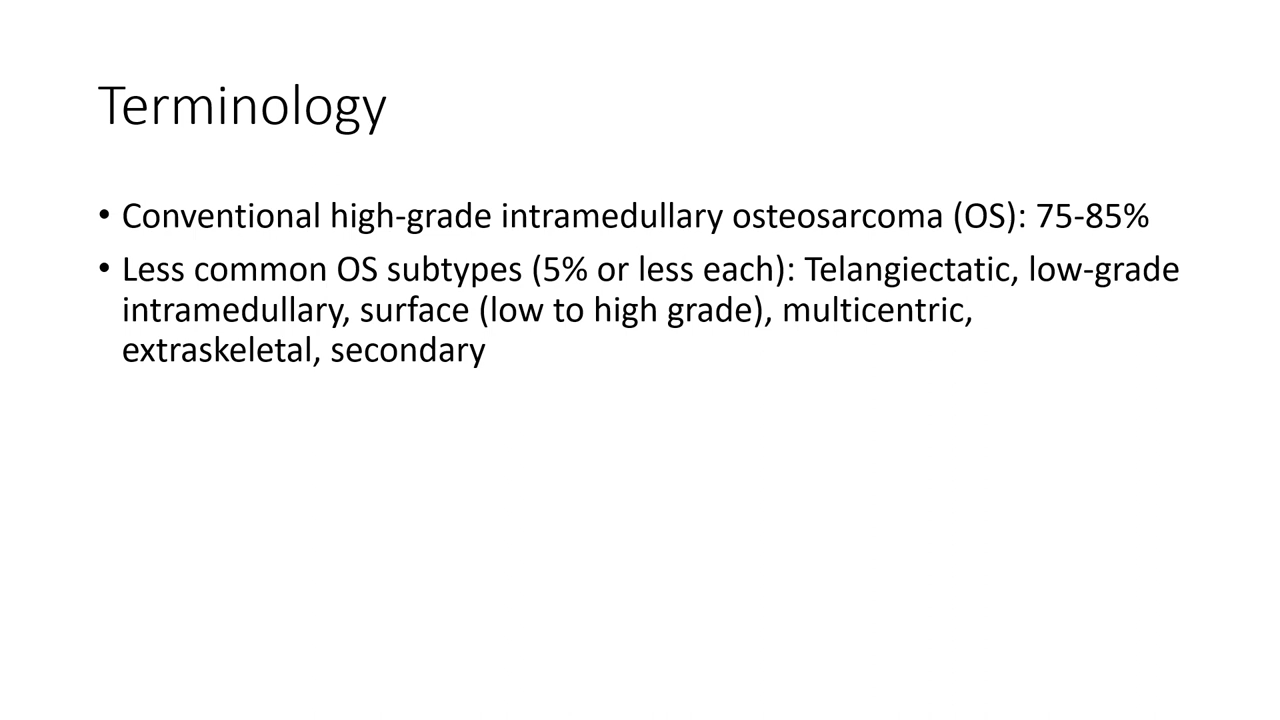 Terminology
• Conventional high-grade intramedullary osteosarcoma (OS): 75-85%
• Less common OS subtypes (5% or less each): Telangiectatic, low-grade
intramedullary, surface (low to high grade), multicentric,
extraskeletal, secondary